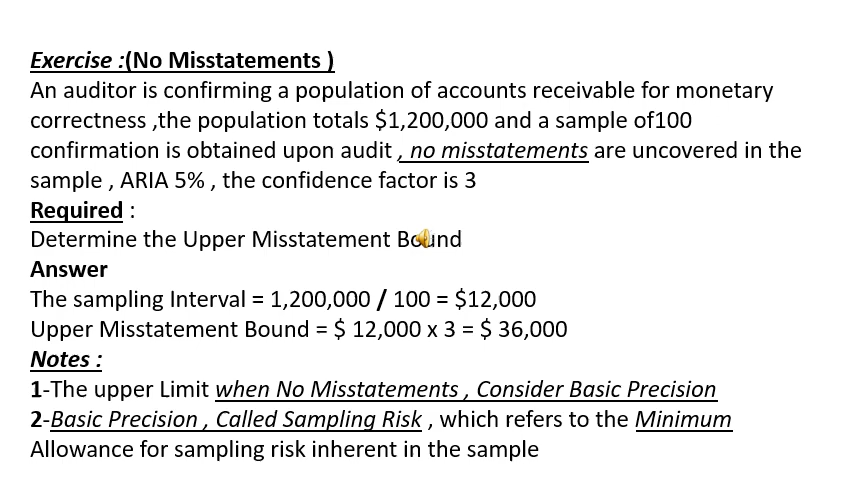 Exercise :(No Misstatements )
An auditor is confirming a population of accounts receivable for monetary
correctness ,the population totals $1,200,000 and a sample of100
confirmation is obtained upon audit , no misstatements are uncovered in the
sample , ARIA 5% , the confidence factor is 3
Required :
Determine the Upper Misstatement Bound
Answer
The sampling Interval = 1,200,000 / 100 = $12,000
Upper Misstatement Bound = $ 12,000 x 3 = $ 36,000
Notes :
1-The upper Limit when No Misstatements , Consider Basic Precision
2-Basic Precision , Called Sampling Risk , which refers to the Minimum
Allowance for sampling risk inherent in the sample